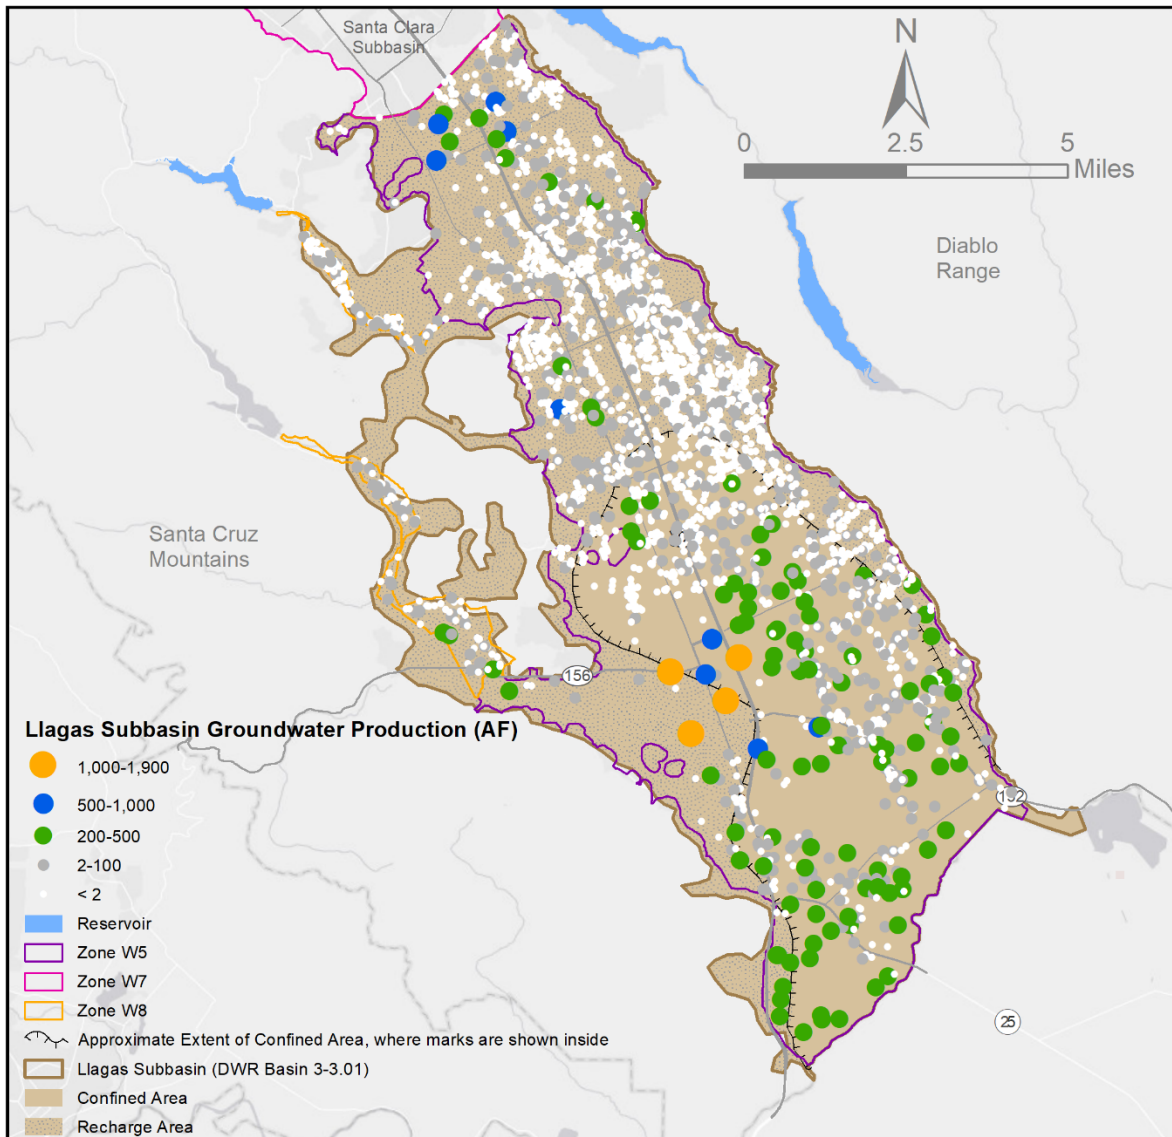 Santa Clara
Subbasin
N
0 2.5 5
Miles
Diablo
Range
Santa Cruz
Mountains
156
152
25
Llagas Subbasin Groundwater Production (AF)
1,000-1,900
500-1,000
200-500
2-100
< 2
Reservoir
Zone W5
Zone W7
Zone W8
Approximate Extent of Confined Area, where marks are shown inside
Llagas Subbasin (DWR Basin 3-3.01)
Confined Area
Recharge Area